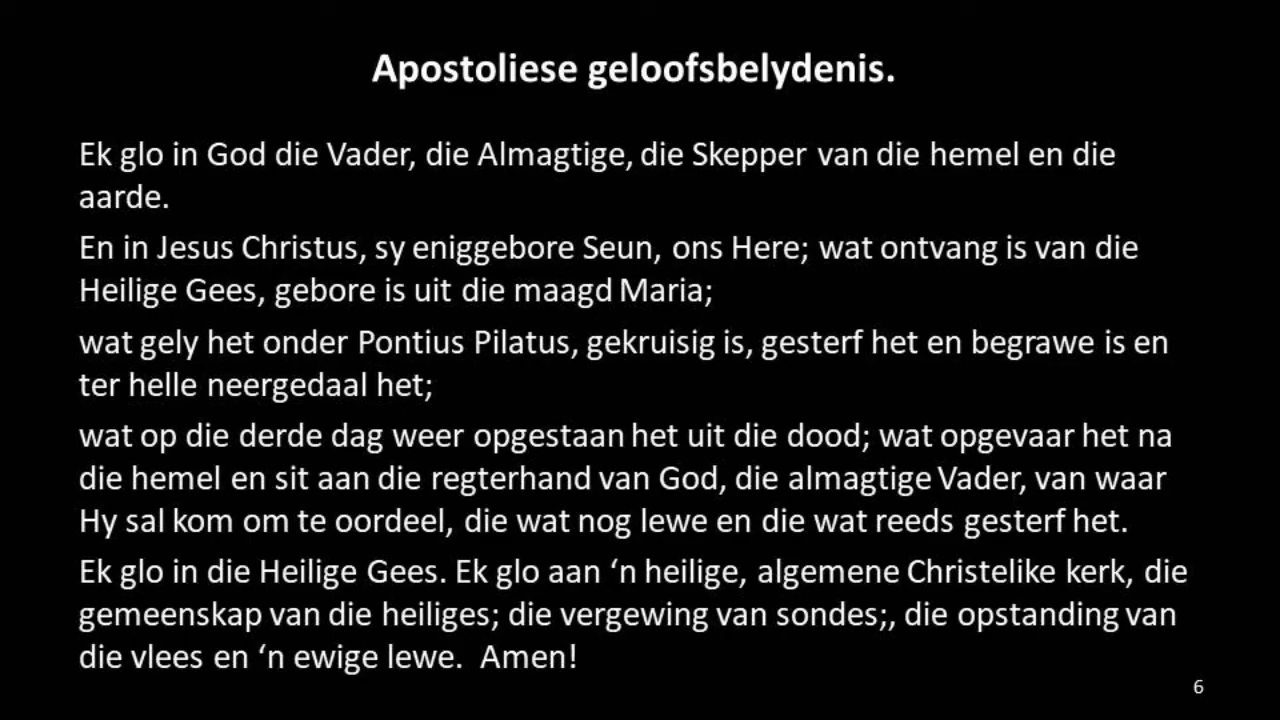 Apostoliese geloofsbelydenis.
Ek glo in God die Vader, die Almagtige, die Skepper van die hemel en die
aarde.
En in Jesus Christus, sy eniggebore Seun, ons Here; wat ontvang is van die
Heilige Gees, gebore is uit die maagd Maria;
wat gely het onder Pontius Pilatus, gekruisig is, gesterf het en begrawe is en
ter helle neergedaal het;
wat op die derde dag weer opgestaan het uit die dood; wat opgevaar het na
die hemel en sit aan die regterhand van God, die almagtige Vader, van waar
Hy sal kom om te oordeel, die wat nog lewe en die wat reeds gesterf het.
Ek glo in die Heilige Gees. Ek glo aan ‘n heilige, algemene Christelike kerk, die
gemeenskap van die heiliges; die vergewing van sondes;, die opstanding van
die vlees en ‘n ewige lewe.  Amen!
6